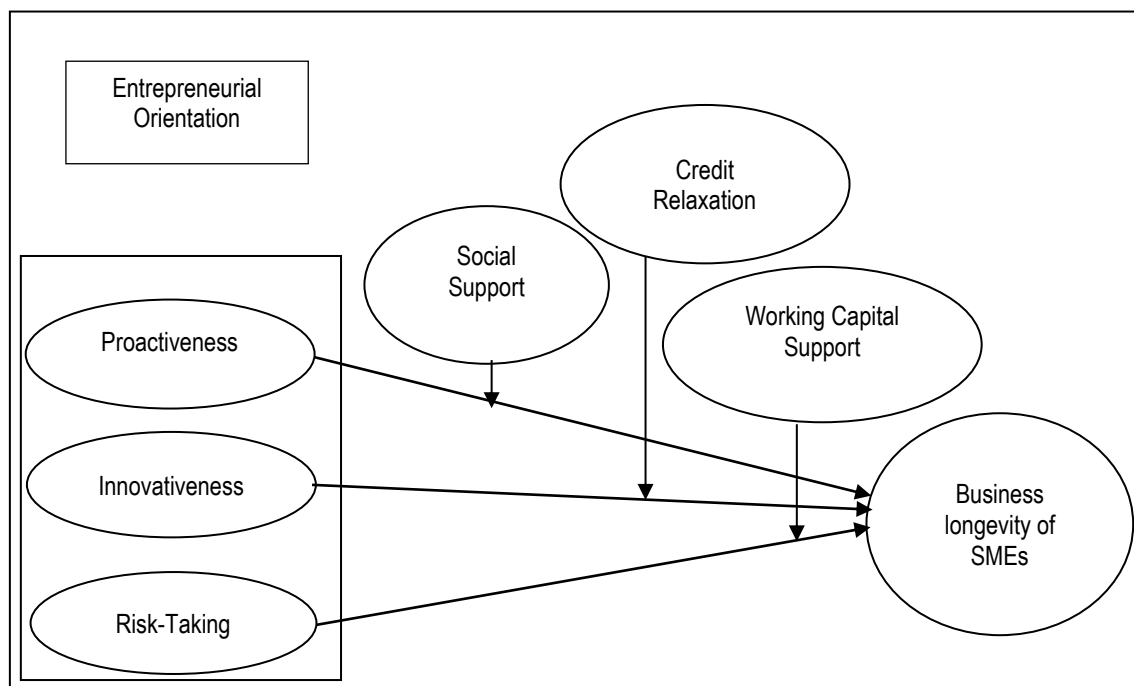 Entrepreneurial
Orientation
Credit
Relaxation
Social
Support
Working Capital
Support
Proactiveness
Innovativeness
Business
longevity of
SMEs
Risk-Taking